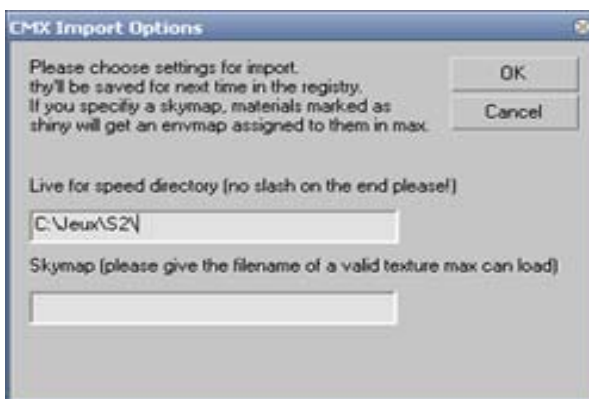 CMX Import Options
Please choose settings for import.
thy'll be saved for next time in the registry.
If you specifiy a skymap, materials marked as
shiny will get an envmap assigned to them in max.
OK
Cancel
Live for speed directory (no slash on the end please!)
C:\Jeux\S2\
Skymap (please give the filename of a valid texture max can load)